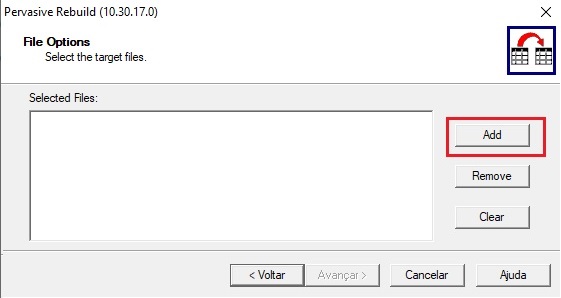 Pervasive Rebuild (10.30.17.0)
File Options
Select the target files.
Selected Files:
Add
Remove
Clear
< Voltar
Avançar >
Cancelar
Ajuda